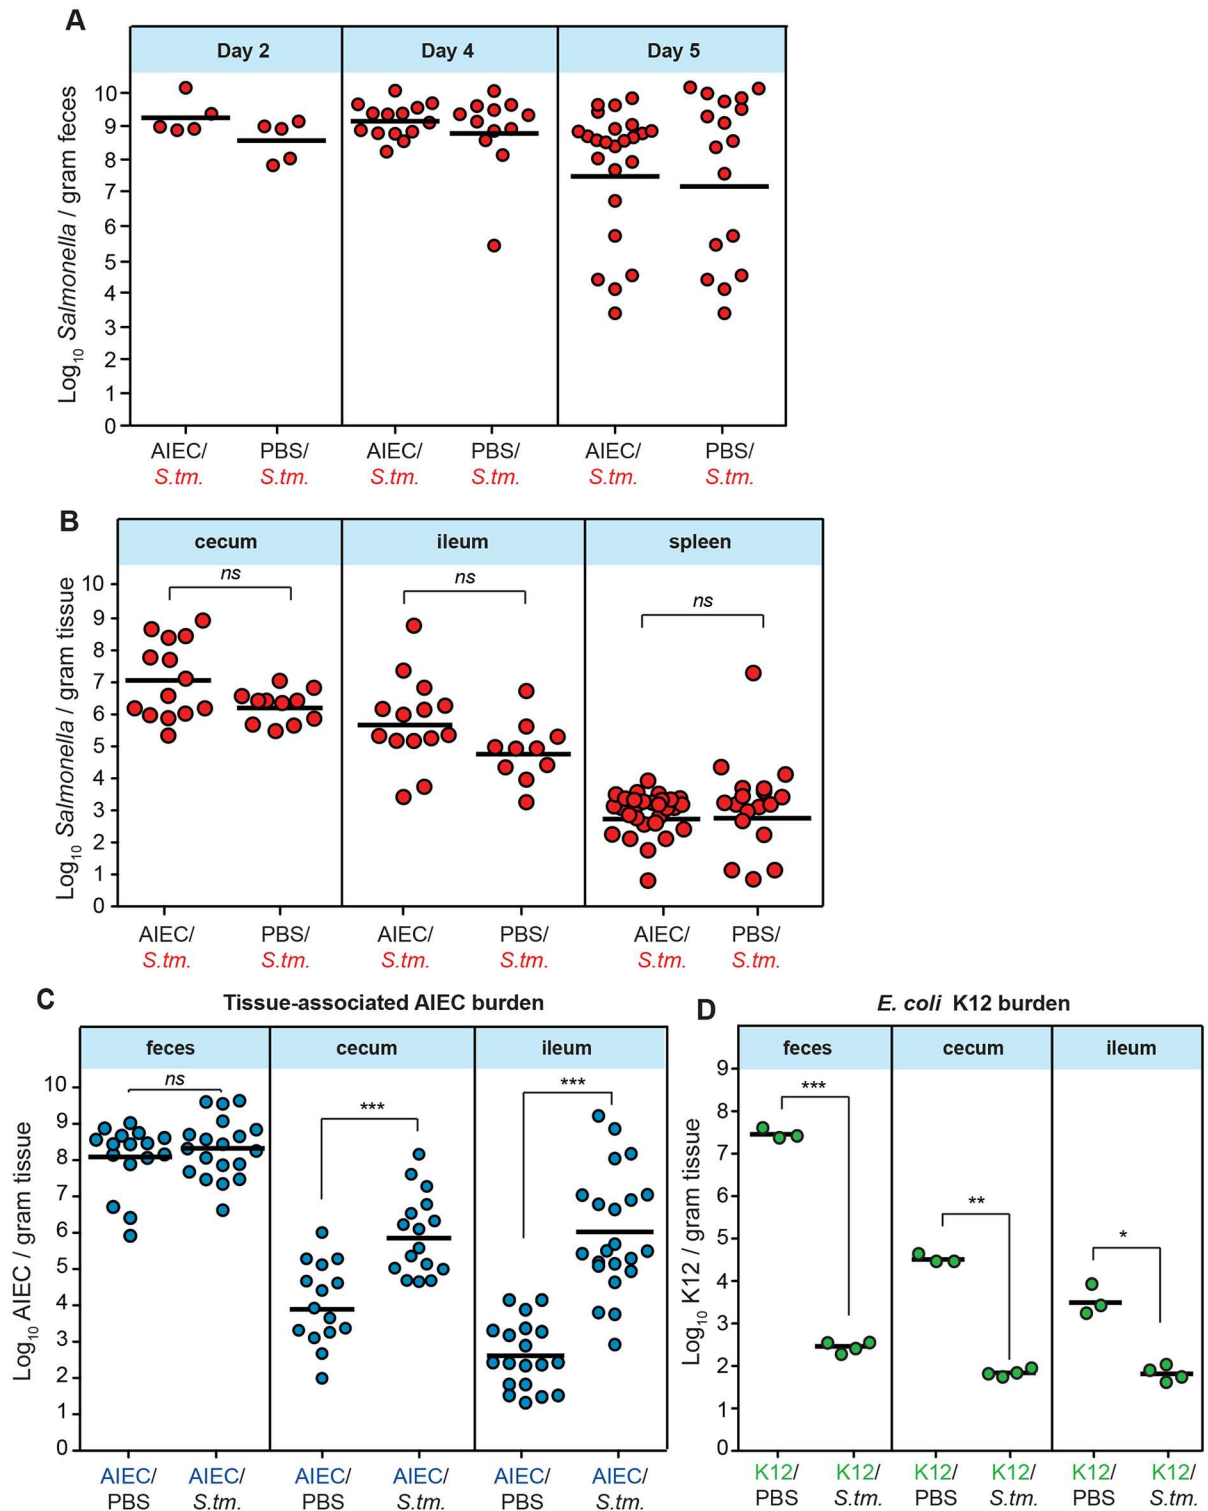 A
Day 2 Day 4 Day 5
Log10 Salmonella / gram feces
10
9
8
7
6
5
4
3
2
1
0
AIEC/ PBS/ AIEC/ PBS/ AIEC/ PBS/
S.tm. S.tm. S.tm. S.tm. S.tm. S.tm.
B
cecum ileum spleen
ns ns ns
Log10 Salmonella / gram tissue
10
9
8
7
6
5
4
3
2
1
0
AIEC/ PBS/ AIEC/ PBS/ AIEC/ PBS/
S.tm. S.tm. S.tm. S.tm. S.tm. S.tm.
C
Tissue-associated AIEC burden
feces cecum ileum
ns *** ***
Log10 AIEC / gram tissue
10
9
8
7
6
5
4
3
2
1
0
AIEC/ AIEC/ AIEC/ AIEC/ AIEC/ AIEC/
PBS S.tm. PBS S.tm. PBS S.tm.
D
E. coli K12 burden
feces cecum ileum
*** ** *
Log10 K12 / gram tissue
9
8
7
6
5
4
3
2
1
0
K12/ K12/ K12/ K12/ K12/ K12/
PBS S.tm. PBS S.tm. PBS S.tm.